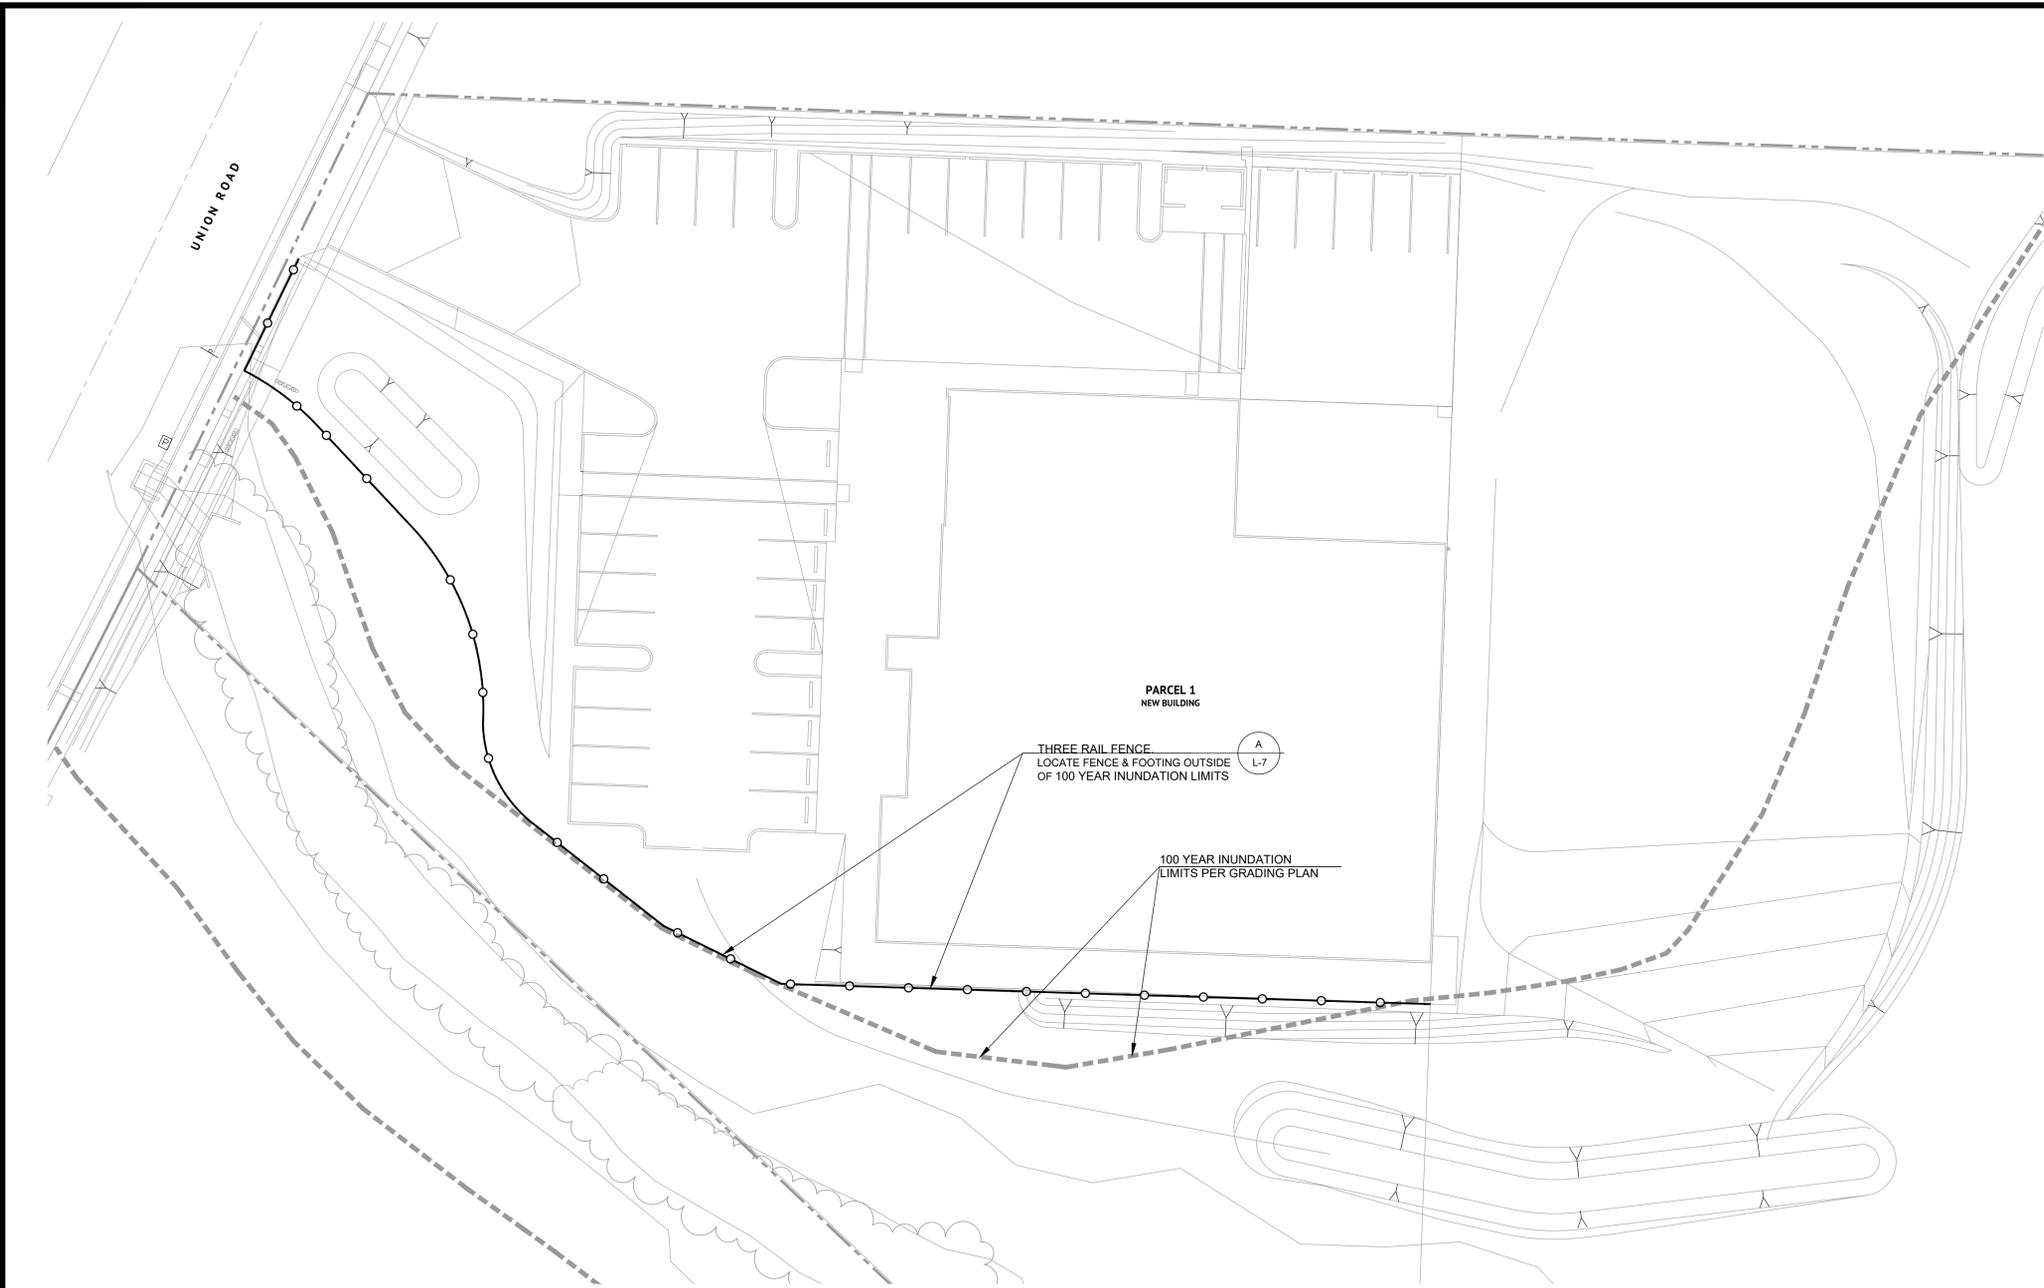 UNION ROAD
P
PARCEL 1
NEW BUILDING
THREE RAIL FENCE.
LOCATE FENCE & FOOTING OUTSIDE
OF 100 YEAR INUNDATION LIMITS
A
L-7
100 YEAR INUNDATION
LIMITS PER GRADING PLAN